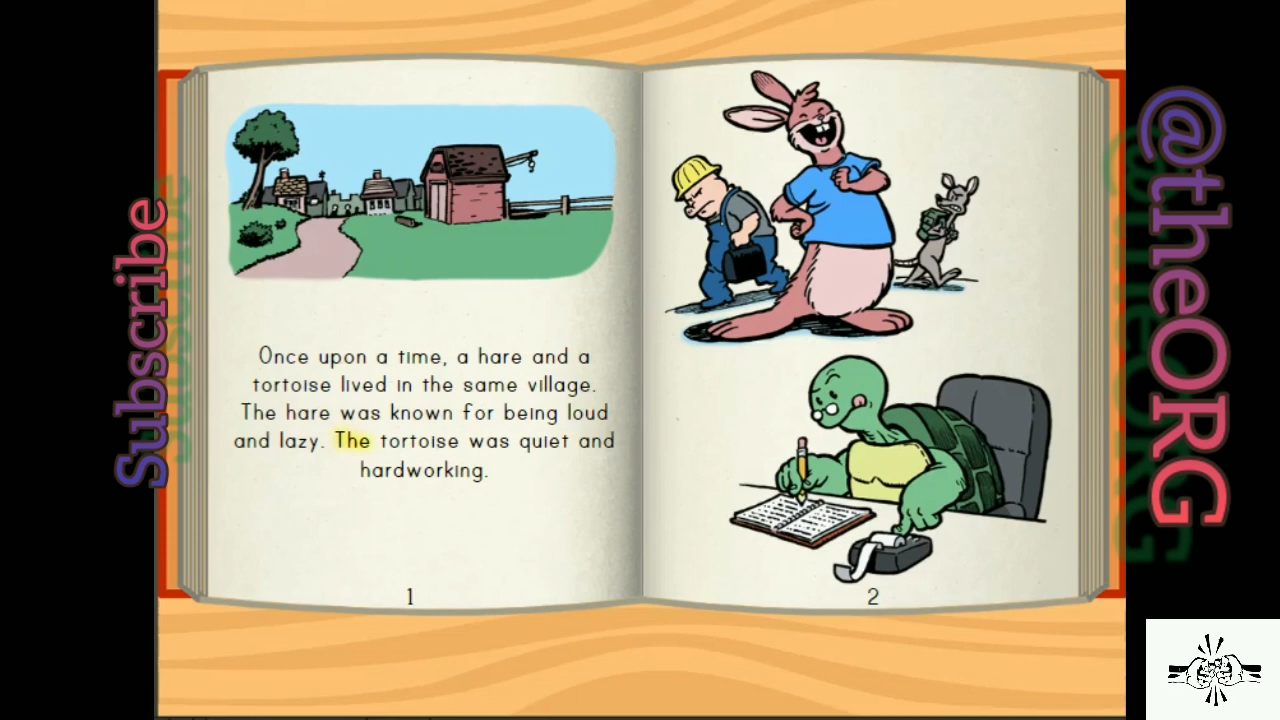 Subscribe
Once upon a time, a hare and a
tortoise lived in the same village.
The hare was known for being loud
and lazy. The tortoise was quiet and
hardworking.
1
2
@theORG